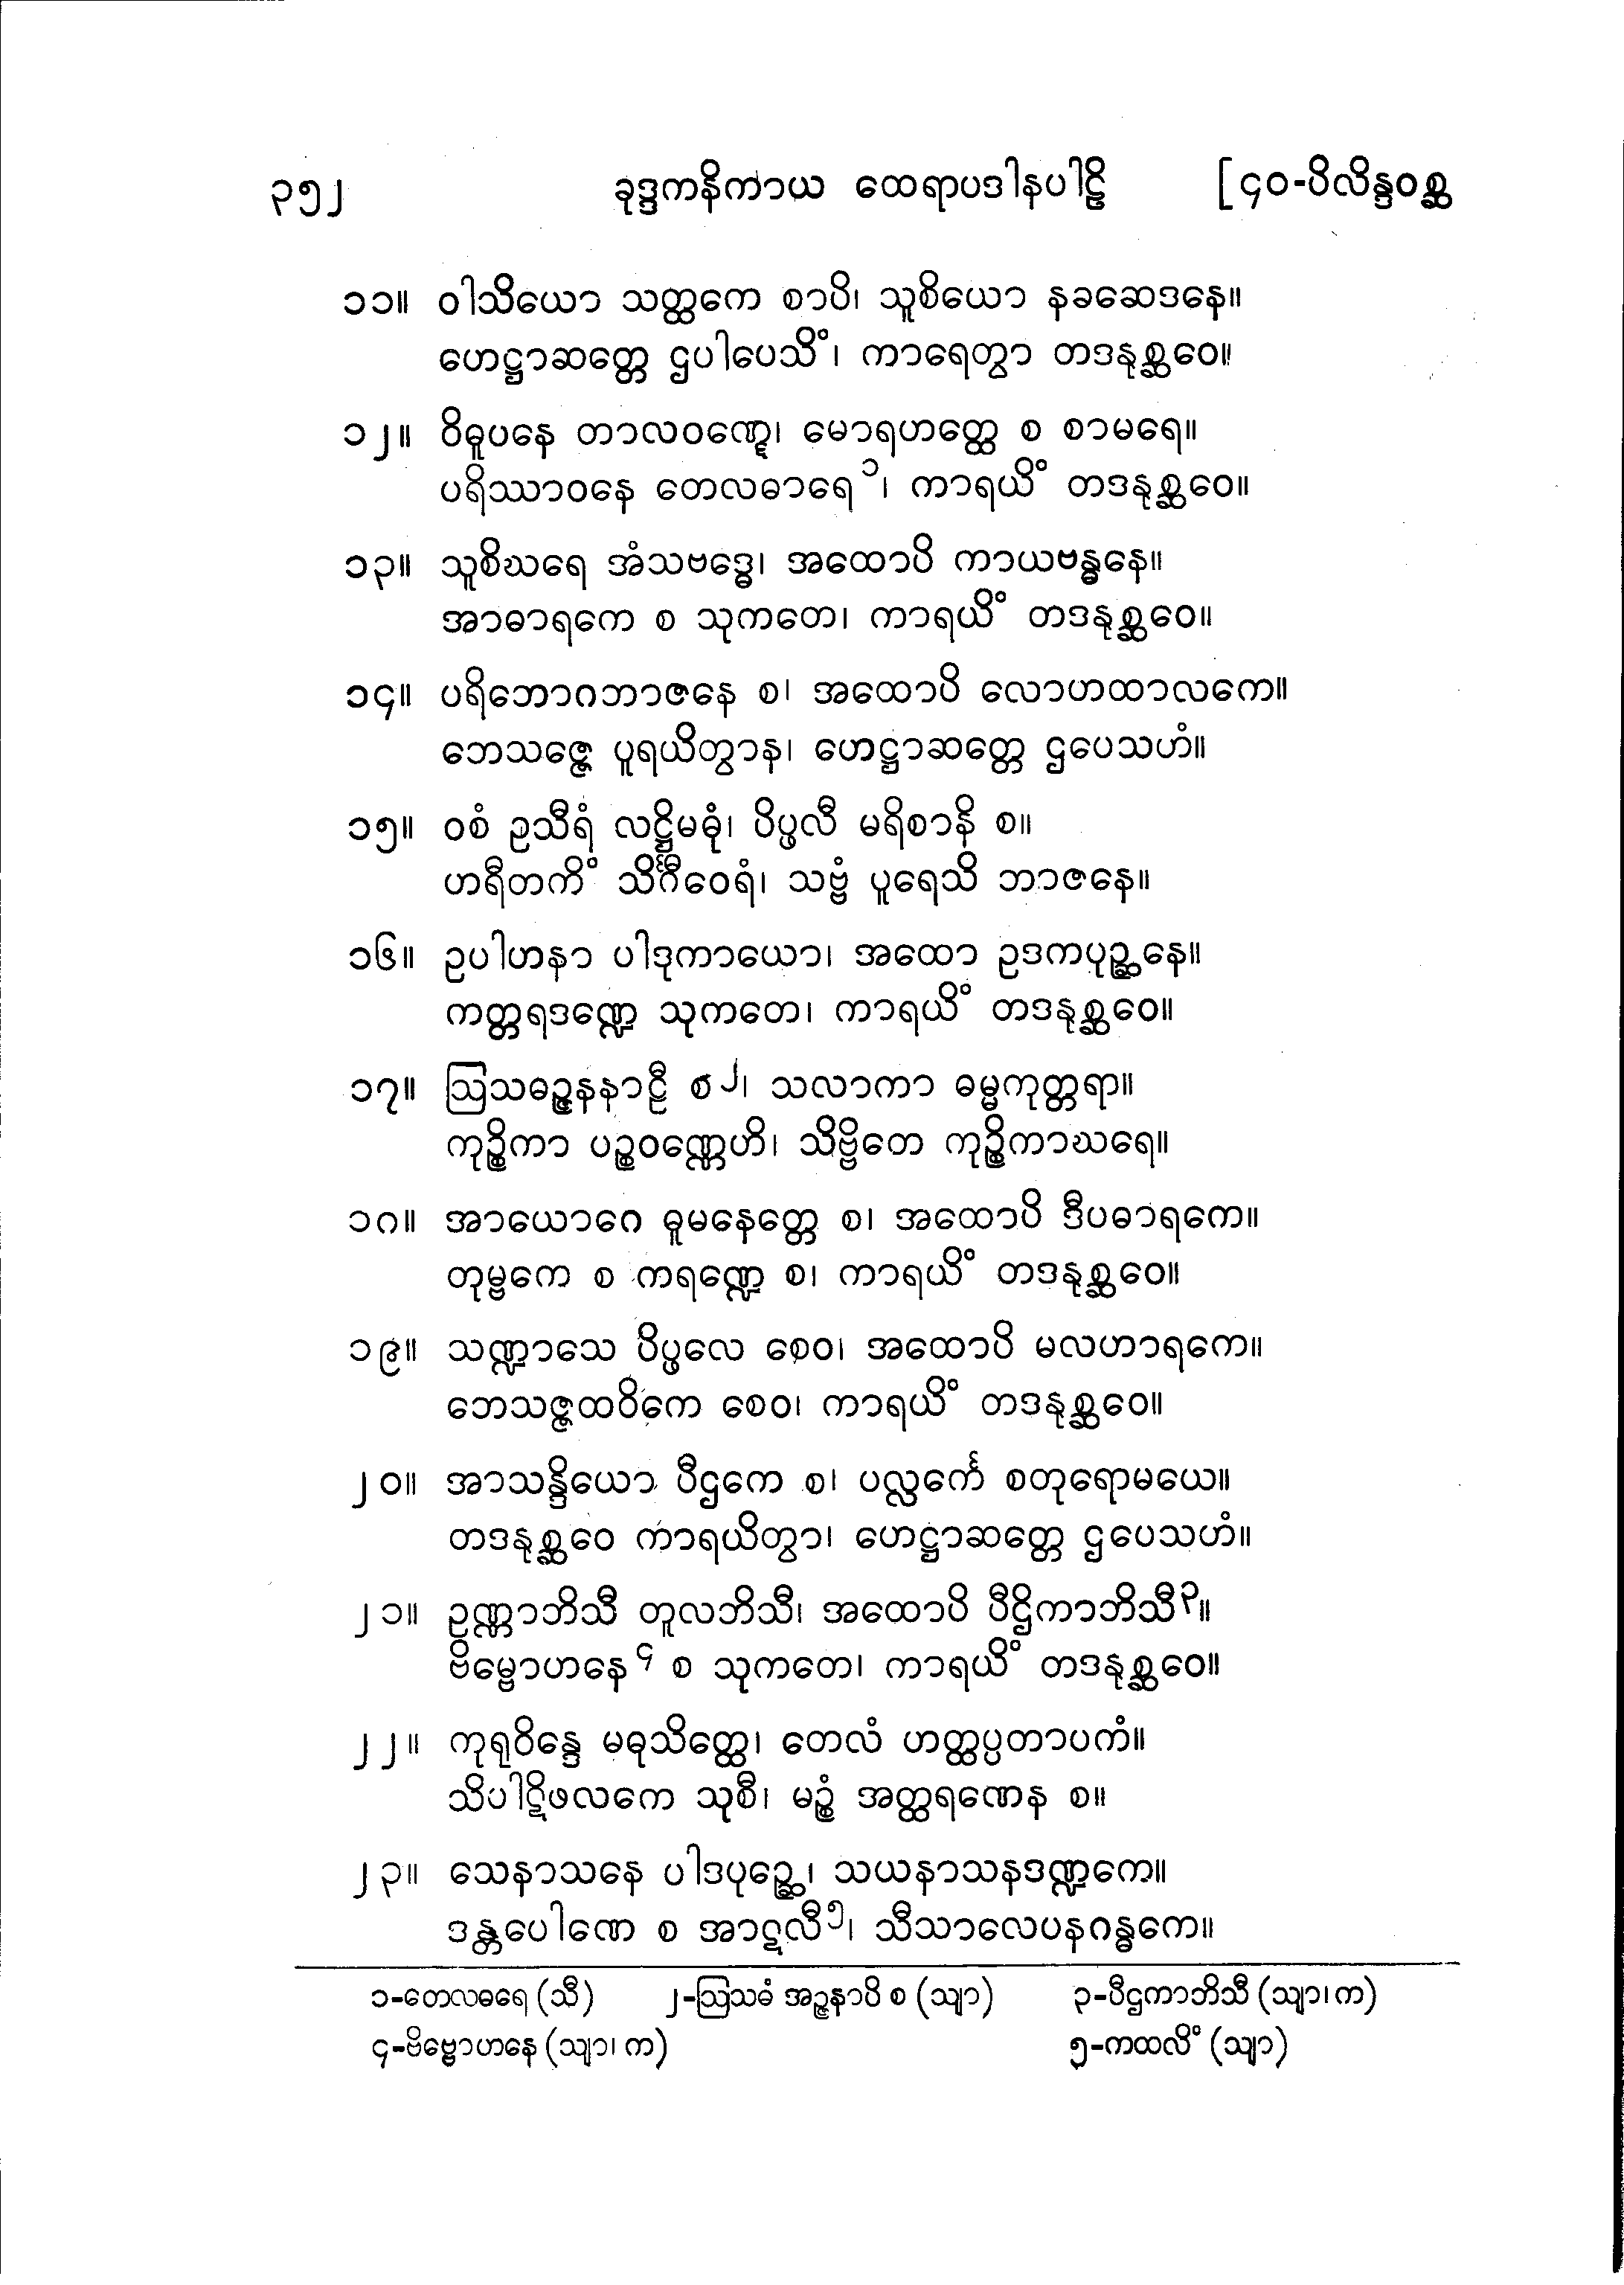 ၃၅၂ ခုဒ္ဒကနိကာယ ထေရာပဒါနပါဠိ [၄၀-ပိလိန္ဒဝစ္ဆ
၁၁။ ဝါသိယော သတ္ထကေ စာပိ၊ သူစိယော နခဆေဒနေ။
ဟေဋ္ဌာဆတ္တေ ဌပါပေသိံ၊ ကာရေတွာ တဒနုစ္ဆဝေ။
၁၂။ ဝိဓူပနေ တာလဝဏ္ဋေ၊ မောရဟတ္ထေ စ စာမရေ။
ပရိဿာဝနေ တေလဓာရေ၁၊ ကာရယိံ တဒနုစ္ဆဝေ။
၁၃။ သူစိဃရေ အံသဗဒ္ဓေ၊ အထောပိ ကာယဗန္ဓနေ။
အာဓာရကေ စ သုကတေ၊ ကာရယိံ တဒနုစ္ဆဝေ။
၁၄။ ပရိဘောဂဘာဇနေ စ၊ အထောပိ လောဟထာလကေ။
ဘေသဇ္ဇေ ပူရယိတွာန၊ ဟေဋ္ဌာဆတ္တေ ဌပေသဟံ။
၁၅။ ဝစံ ဥသီရံ လဋ္ဌိမဓုံ၊ ပိပ္ဖလီ မရိစာနိ စ။
ဟရီတကိံ သိင်္ဂီဝေရံ၊ သဗ္ဗံ ပူရေသိ ဘာဇနေ။
၁၆။ ဥပါဟနာ ပါဒုကာယော၊ အထော ဥဒကပုဉ္ဆနေ။
ကတ္တရဒဏ္ဍေ သုကတေ၊ ကာရယိံ တဒနုစ္ဆဝေ။
၁၇။ ဩသဓဉ္ဇနနာဠီ စ၂၊ သလာကာ ဓမ္မကုတ္တရာ။
ကုဉ္စိကာ ပဉ္စဝဏ္ဏေဟိ၊ သိဗ္ဗိတေ ကုဉ္စိကာဃရေ။
၁၈။ အာယောဂေ ဓူမနေတ္တေ စ၊ အထောပိ ဒီပဓာရကေ။
တုမ္ဗကေ စ ကရဏ္ဍေ စ၊ ကာရယိံ တဒနုစ္ဆဝေ။
၁၉။ သဏ္ဍာသေ ပိပ္ဖလေ စေဝ၊ အထောပိ မလဟာရကေ။
ဘေသဇ္ဇထဝိကေ စေဝ၊ ကာရယိံ တဒနုစ္ဆဝေ။
၂၀။ အာသန္ဒိယော ပီဌကေ စ၊ ပလ္လင်္ကေ စတုရောမယေ။
တဒနုစ္ဆဝေ ကာရယိတွာ၊ ဟေဋ္ဌာဆတ္တေ ဌပေသဟံ။
၂၁။ ဥဏ္ဏာဘိသီ တူလဘိသီ၊ အထောပိ ပီဌိကာဘိသီ၃။
ဗိမ္ဗောဟနေ၄ စ သုကတေ၊ ကာရယိံ တဒနုစ္ဆဝေ။
၂၂။ ကုရုဝိန္ဒေ မဓုသိတ္ထေ၊ တေလံ ဟတ္ထပ္ပတာပကံ။
သိပါဋိဖလကေ သုစီ၊ မဉ္စံ အတ္ထရဏေန စ။
၂၃။ သေနာသနေ ပါဒပုဉ္ဆေ၊ သယနာသနဒဏ္ဍကေ။
ဒန္တပေါဏေ စ အာဋလီ၅၊ သီသာလေပနဂန္ဓကေ။
၁-တေလဓရေ (သီ) ၂-ဩသဓံ အဉ္ဇနာပိ စ (သျာ) ၃-ပီဌကာဘိသီ (သျာ၊ က)
၄-ဗိဗ္ဗောဟနေ (သျာ၊ က) ၅-ကထလိံ (သျာ)